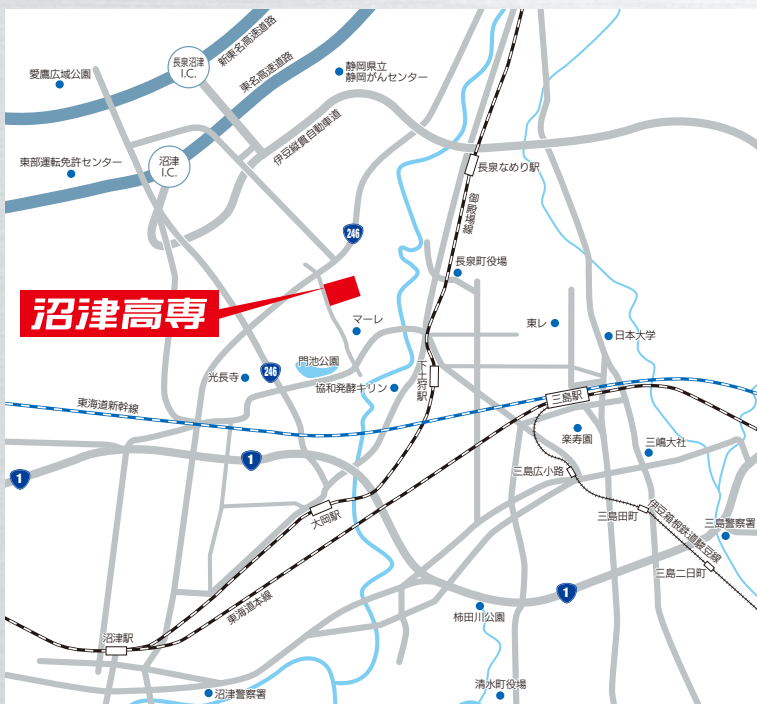 新東名高速道路
長泉沼津
I.C.
東名高速道路
愛鷹広域公園
静岡県立
静岡がんセンター
伊豆縦貫自動車道
東部運転免許センター
沼津
I.C.
長泉なめり駅
御殿場線
246
長泉町役場
沼津高専
マーレ
東レ
日本大学
門池公園
下土狩駅
光長寺
246
協和発酵キリン
三島駅
東海道新幹線
楽寿園
三嶋大社
1
1
三島広小路
大岡駅
三島田町
伊豆箱根鉄道駿豆線
三島警察署
三島二日町
1
東海道本線
柿田川公園
沼津駅
清水町役場
沼津警察署